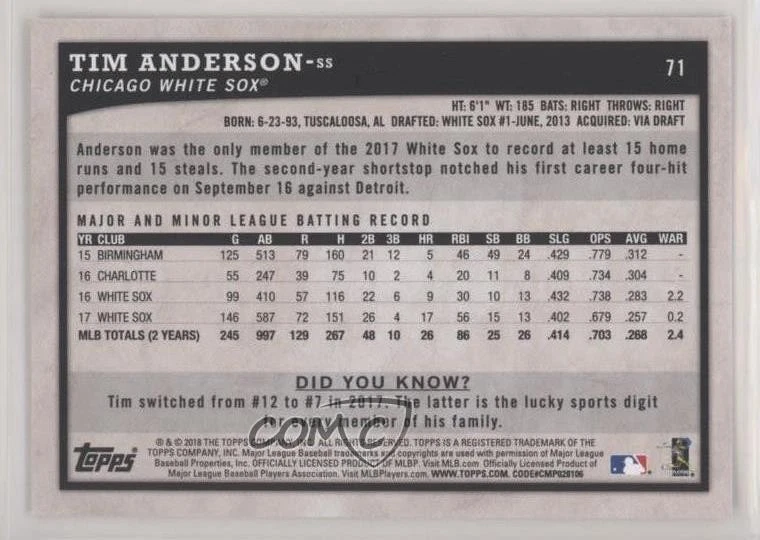 TIM ANDERSON-SS
CHICAGO WHITE SOX®
71
HT: 6'1" WT: 185 BATS: RIGHT THROWS: RIGHT
BORN: 6-23-93, TUSCALOOSA, AL DRAFTED: WHITE SOX #1-JUNE, 2013 ACQUIRED: VIA DRAFT
Anderson was the only member of the 2017 White Sox to record at least 15 home
runs and 15 steals. The second-year shortstop notched his first career four-hit
performance on September 16 against Detroit.
MAJOR AND MINOR LEAGUE BATTING RECORD
YR CLUB G AB R H 2B 3B HR RBI SB BB SLG OPS AVG WAR
15 BIRMINGHAM 125 513 79 160 21 12 5 46 49 24 .429 .779 .312 -
16 CHARLOTTE 55 247 39 75 10 2 4 20 11 8 .409 .734 .304 -
16 WHITE SOX 99 410 57 116 22 6 9 30 10 13 .432 .738 .283 2.2
17 WHITE SOX 146 587 72 151 26 4 17 56 15 13 .402 .679 .257 0.2
MLB TOTALS (2 YEARS) 245 997 129 267 48 10 26 86 25 26 .414 .703 .268 2.4
DID YOU KNOW?
Tim switched from #12 to #7 in 2017. The latter is the lucky sports digit
for every member of his family.
COMC
Topps
® & © 2018 THE TOPPS COMPANY, INC. ALL RIGHTS RESERVED. TOPPS IS A REGISTERED TRADEMARK OF THE
TOPPS COMPANY, INC. Major League Baseball trademarks and copyrights are used with permission of Major League
Baseball Properties, Inc. OFFICIALLY LICENSED PRODUCT OF MLBP. Visit MLB.com Officially Licensed Product of
Major League Baseball Players Association. Visit MLBPlayers.com. WWW.TOPPS.COM. CODE#CMP028106